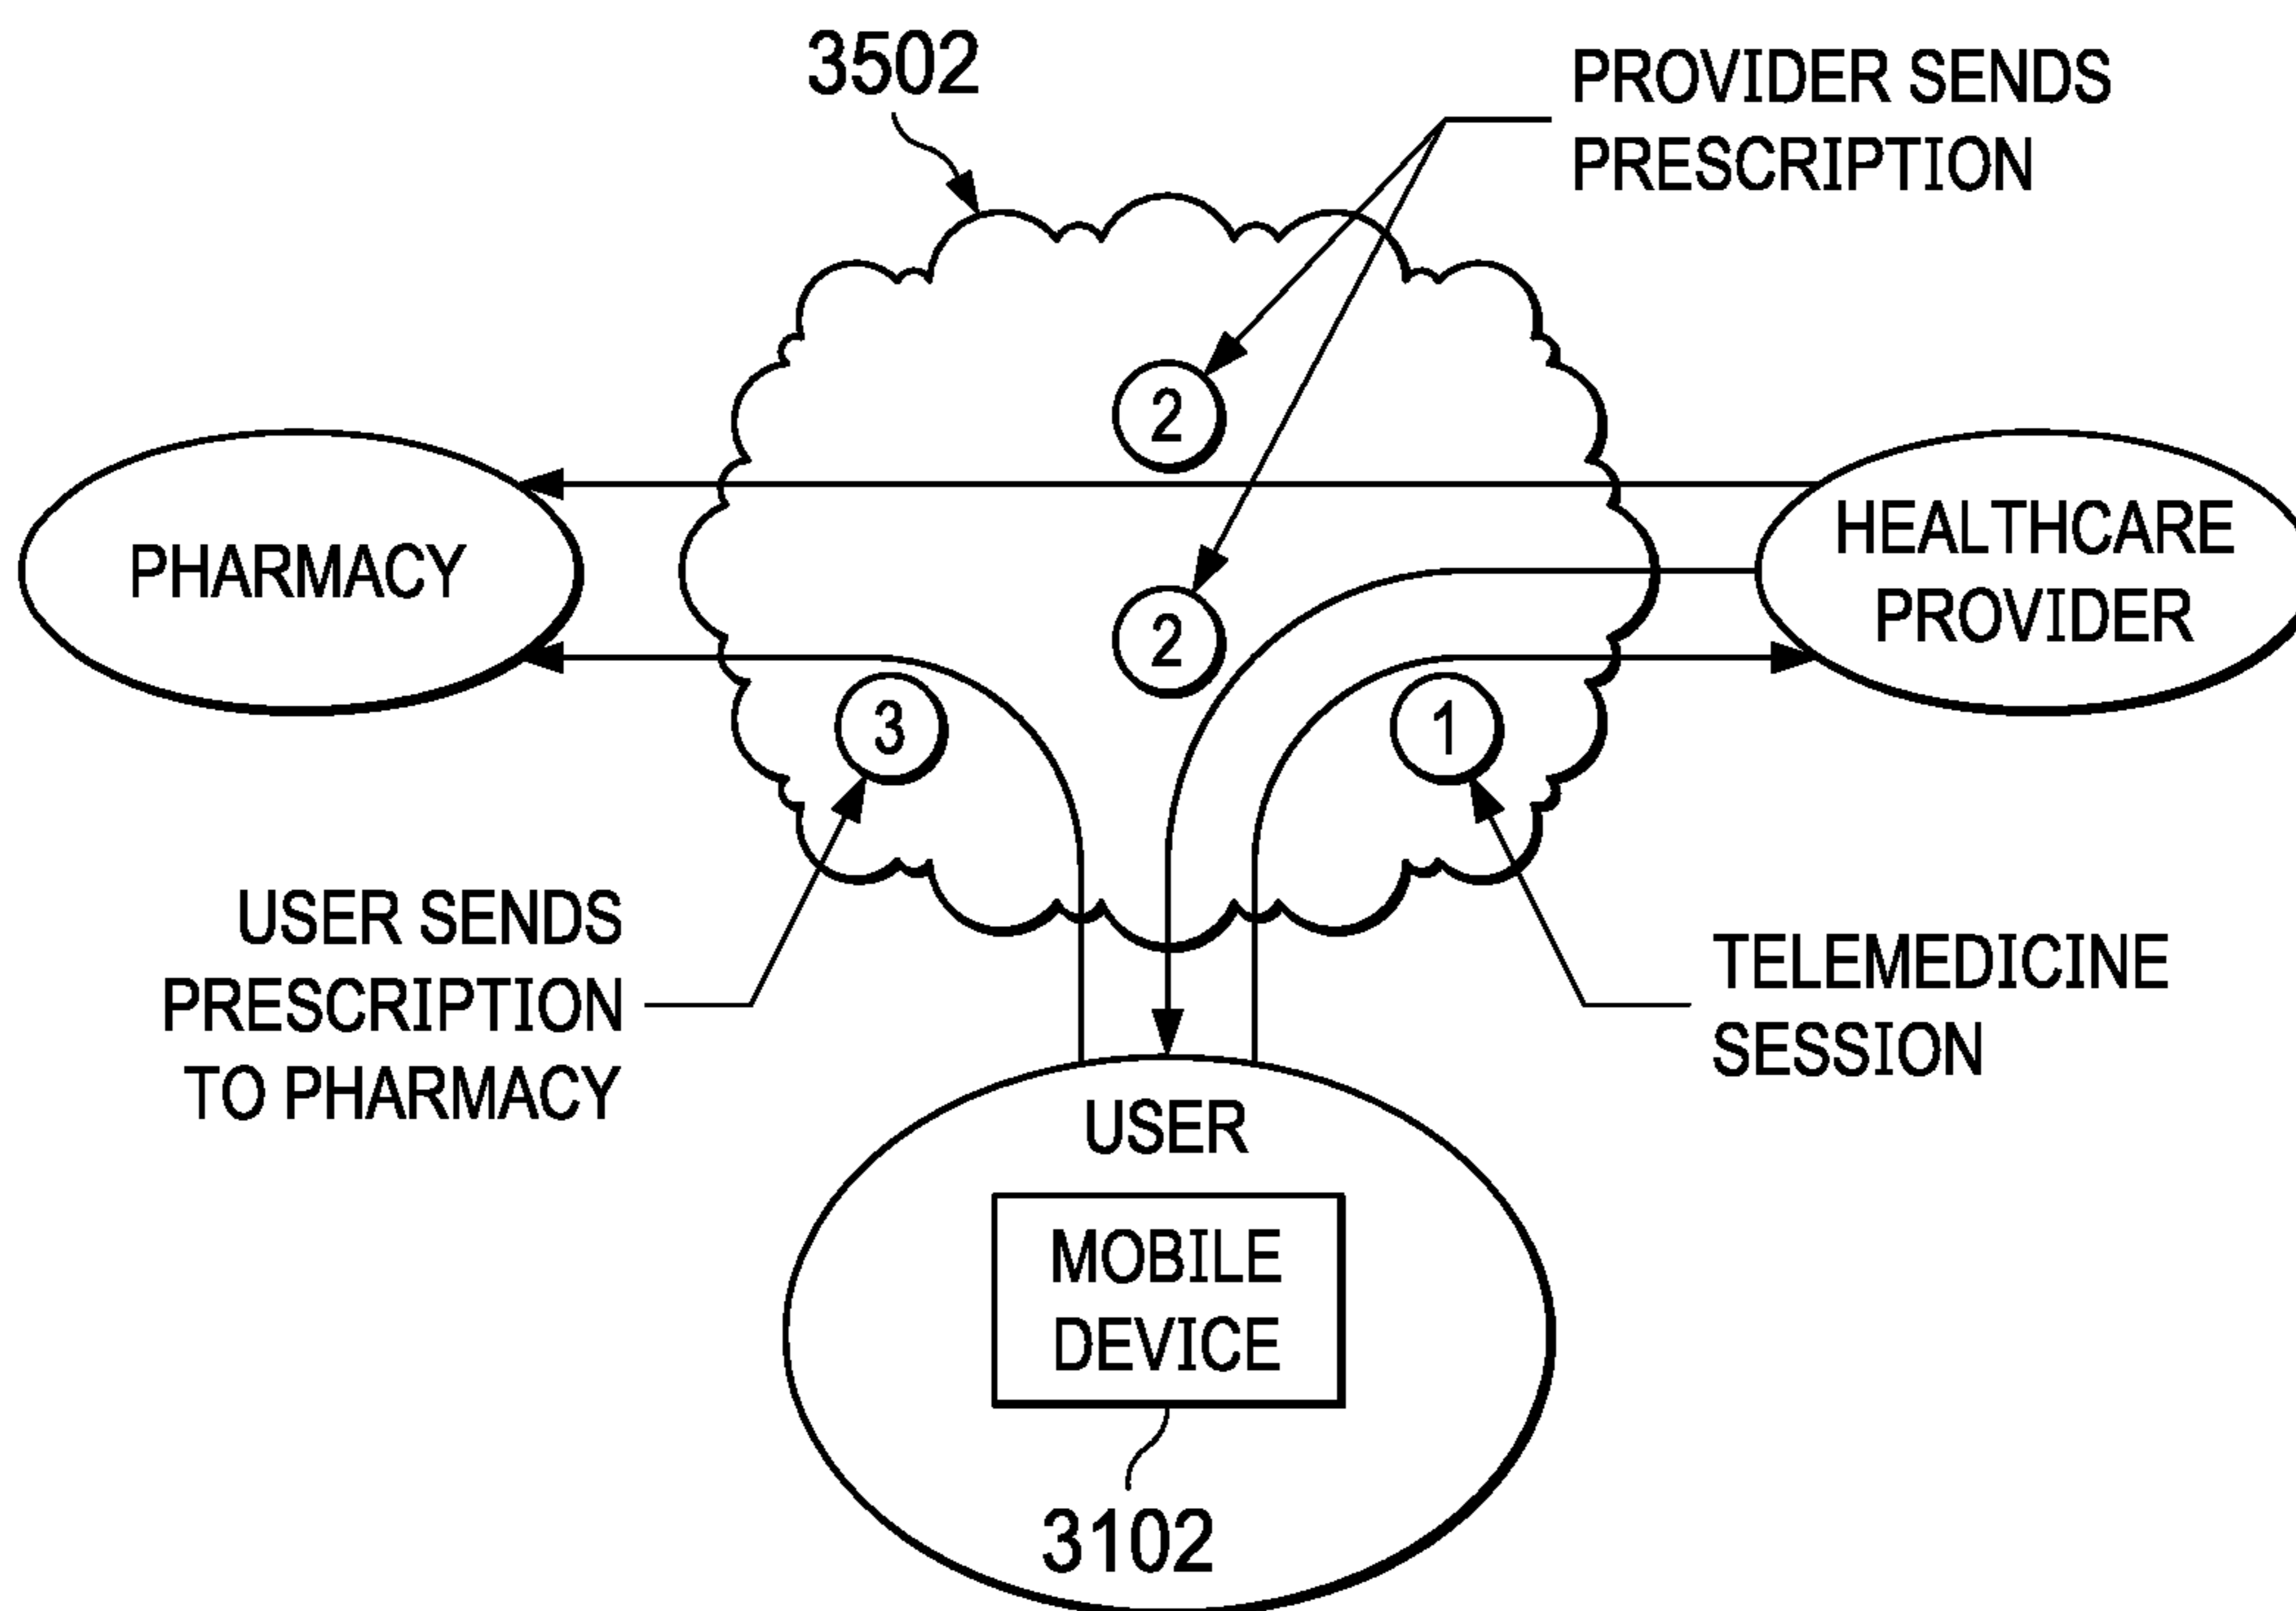 3502
PROVIDER SENDS
PRESCRIPTION
2
PHARMACY
HEALTHCARE
PROVIDER
2
3
1
USER SENDS
PRESCRIPTION
TO PHARMACY
TELEMEDICINE
SESSION
USER
MOBILE
DEVICE
3102